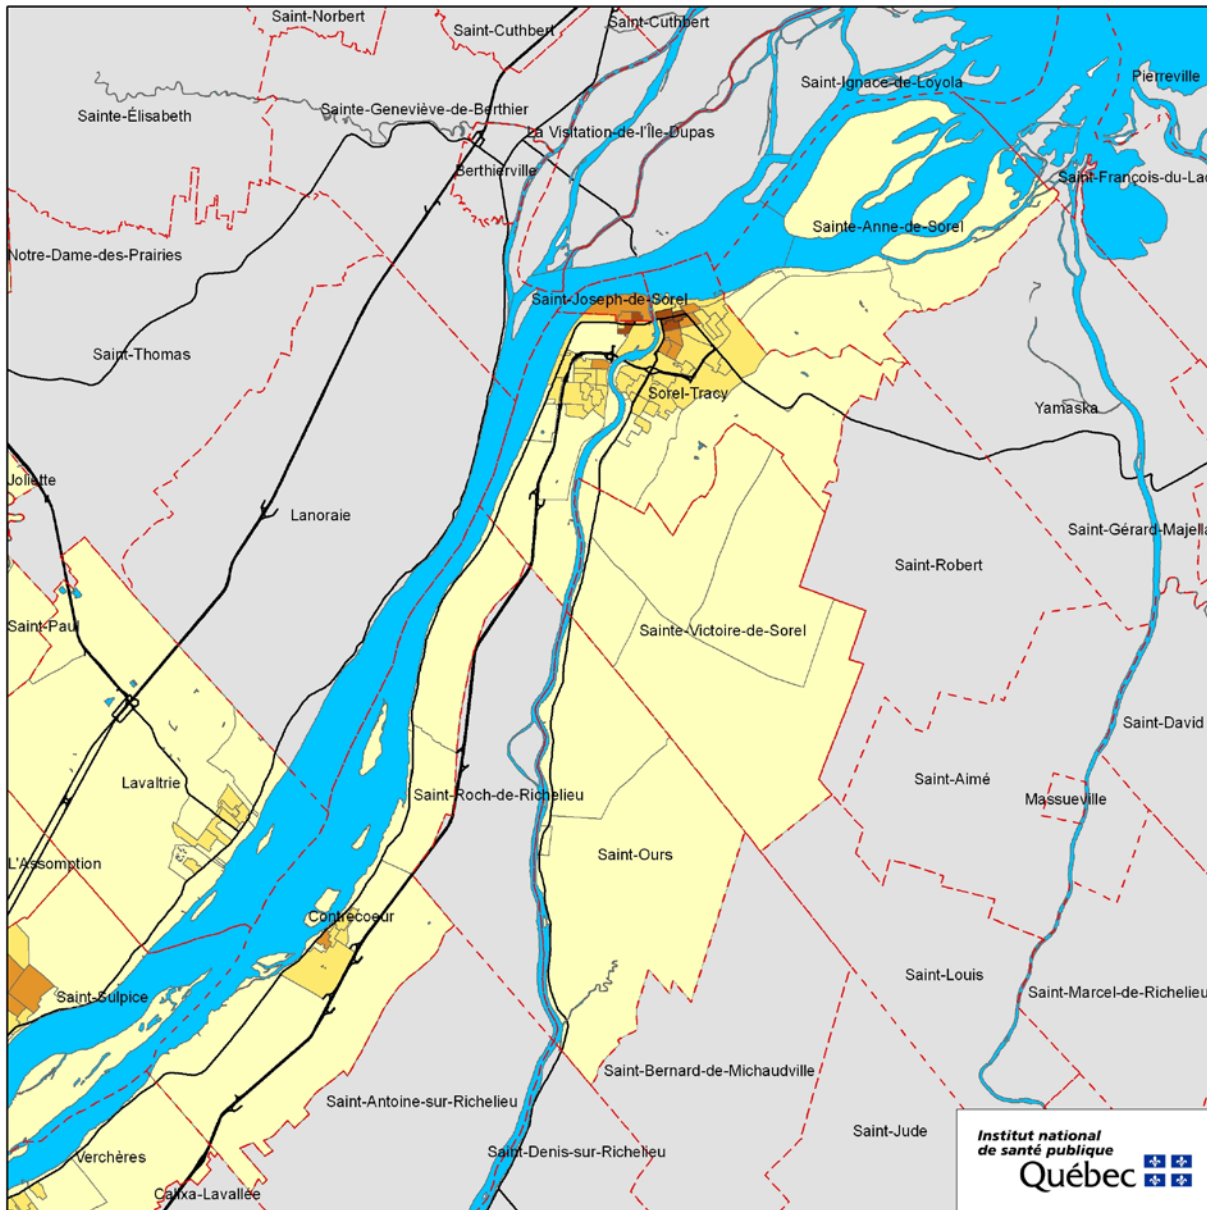 Saint-Norbert
Saint-Cuthbert
Saint-Cuthbert
Pierreville
Saint-Ignace-de-Loyola
Sainte-Élisabeth
Sainte-Geneviève-de-Berthier
La Visitation-de-l'Île-Dupas
Berthierville
Saint-François-du-Lac
Sainte-Anne-de-Sorel
Notre-Dame-des-Prairies
Saint-Joseph-de-Sorel
Saint-Thomas
Sorel-Tracy
Yamaska
Joliette
Lanoraie
Saint-Gérard-Majella
Saint-Robert
Saint-Paul
Sainte-Victoire-de-Sorel
Saint-David
Lavaltrie
Saint-Aimé
Saint-Roch-de-Richelieu
Massueville
Saint-Ours
L'Assomption
Contrecoeur
Saint-Louis
Saint-Sulpice
Saint-Marcel-de-Richelieu
Saint-Bernard-de-Michaudville
Saint-Antoine-sur-Richelieu
Saint-Jude
Saint-Denis-sur-Richelieu
Verchères
Calixa-Lavallée
Institut national
de santé publique
Québec